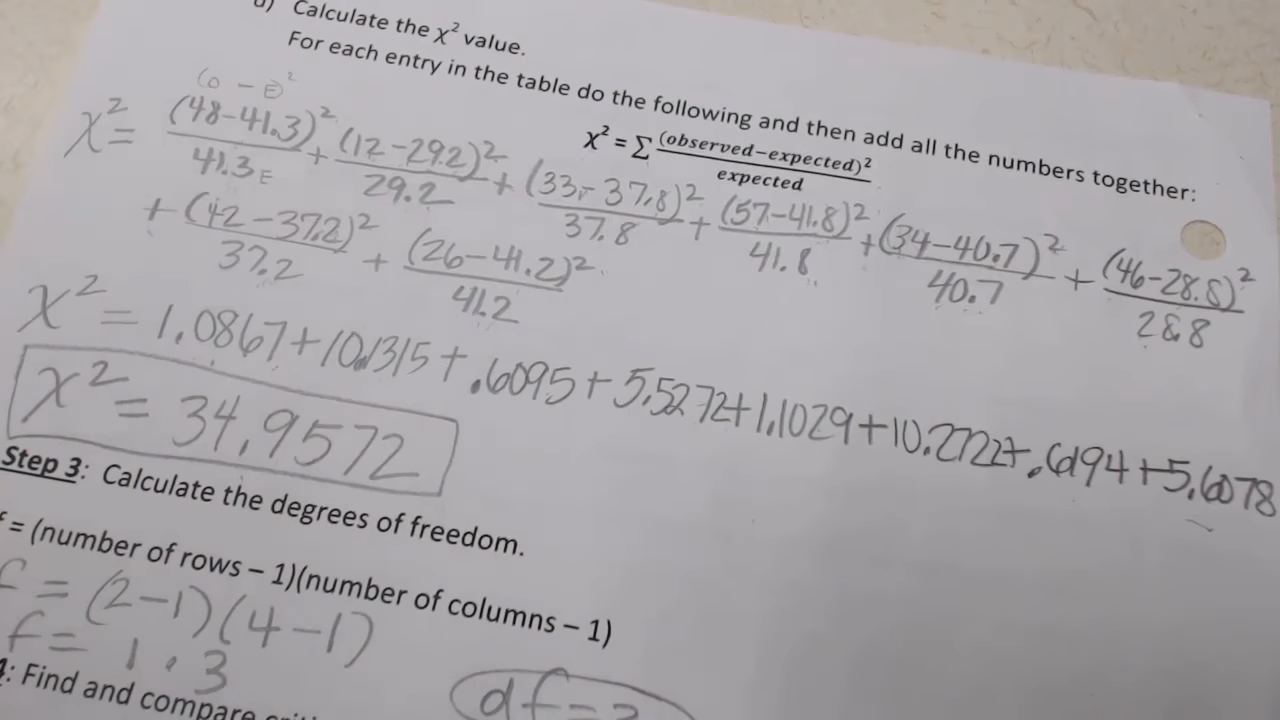 Calculate the χ² value.
For each entry in the table do the following and then add all the numbers together:
(O - E)²
χ² = Σ (observed−expected)² / expected
χ² = (48-41.3)² / 41.3 E + (12-29.2)² / 29.2 + (33-37.8)² / 37.8 + (57-41.8)² / 41.8 + (34-40.7)² / 40.7 + (46-28.8)² / 28.8
+ (42-37.2)² / 37.2 + (26-41.2)² / 41.2
χ² = 1.0867+10.1315+.6095+5.5272+1.1029+10.2722+.6194+5.6078
χ² = 34.9572
Step 3: Calculate the degrees of freedom.
= (number of rows – 1)(number of columns – 1)
f = (2-1)(4-1)
f = 1 · 3
: Find and compare
df =